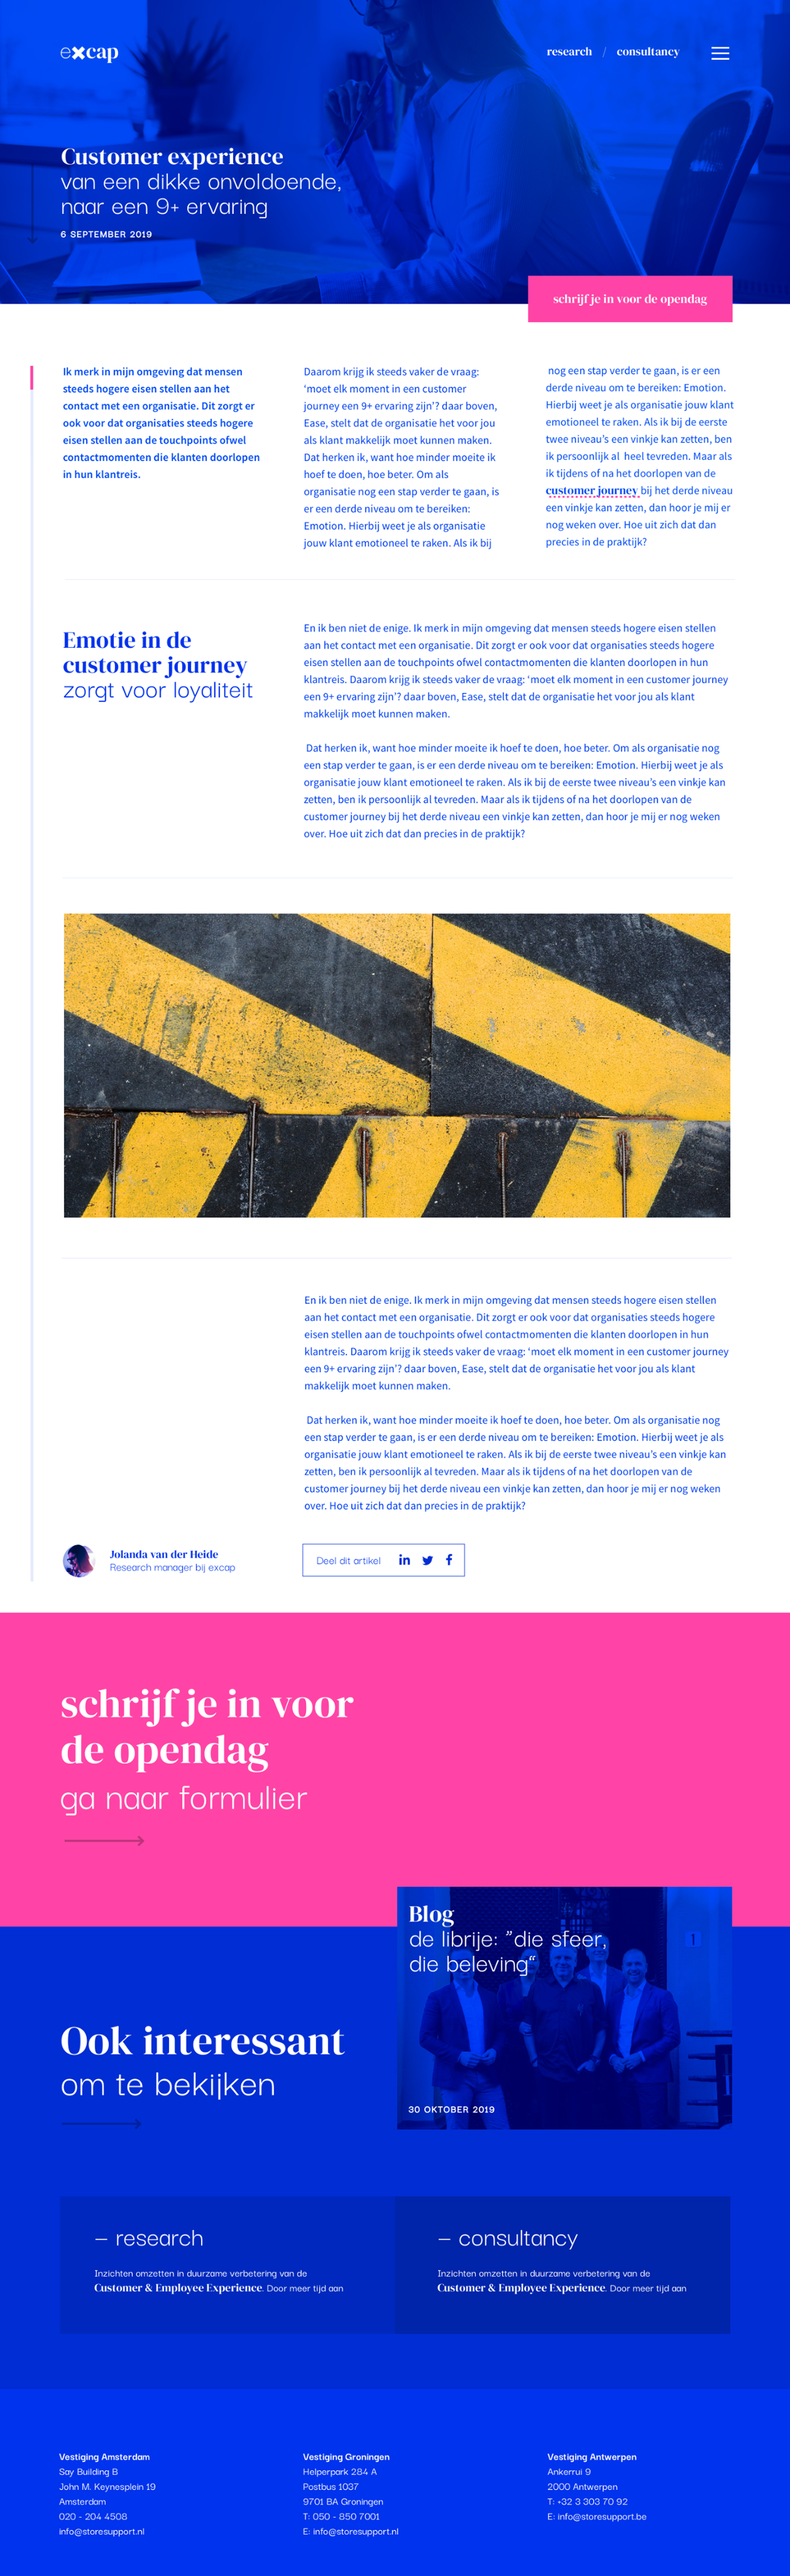 excap
research / consultancy
Customer experience
van een dikke onvoldoende,
naar een 9+ ervaring
6 SEPTEMBER 2019
schrijf je in voor de opendag
Ik merk in mijn omgeving dat mensen
steeds hogere eisen stellen aan het
contact met een organisatie. Dit zorgt er
ook voor dat organisaties steeds hogere
eisen stellen aan de touchpoints ofwel
contactmomenten die klanten doorlopen
in hun klantreis.
Daarom krijg ik steeds vaker de vraag:
‘moet elk moment in een customer
journey een 9+ ervaring zijn’? daar boven,
Ease, stelt dat de organisatie het voor jou
als klant makkelijk moet kunnen maken.
Dat herken ik, want hoe minder moeite ik
hoef te doen, hoe beter. Om als
organisatie nog een stap verder te gaan, is
er een derde niveau om te bereiken:
Emotion. Hierbij weet je als organisatie
jouw klant emotioneel te raken. Als ik bij
nog een stap verder te gaan, is er een
derde niveau om te bereiken: Emotion.
Hierbij weet je als organisatie jouw klant
emotioneel te raken. Als ik bij de eerste
twee niveau’s een vinkje kan zetten, ben
ik persoonlijk al heel tevreden. Maar als
ik tijdens of na het doorlopen van de
customer journey bij het derde niveau
een vinkje kan zetten, dan hoor je mij er
nog weken over. Hoe uit zich dat dan
precies in de praktijk?
Emotie in de
customer journey
zorgt voor loyaliteit
En ik ben niet de enige. Ik merk in mijn omgeving dat mensen steeds hogere eisen stellen
aan het contact met een organisatie. Dit zorgt er ook voor dat organisaties steeds hogere
eisen stellen aan de touchpoints ofwel contactmomenten die klanten doorlopen in hun
klantreis. Daarom krijg ik steeds vaker de vraag: ‘moet elk moment in een customer journey
een 9+ ervaring zijn’? daar boven, Ease, stelt dat de organisatie het voor jou als klant
makkelijk moet kunnen maken.
Dat herken ik, want hoe minder moeite ik hoef te doen, hoe beter. Om als organisatie nog
een stap verder te gaan, is er een derde niveau om te bereiken: Emotion. Hierbij weet je als
organisatie jouw klant emotioneel te raken. Als ik bij de eerste twee niveau’s een vinkje kan
zetten, ben ik persoonlijk al tevreden. Maar als ik tijdens of na het doorlopen van de
customer journey bij het derde niveau een vinkje kan zetten, dan hoor je mij er nog weken
over. Hoe uit zich dat dan precies in de praktijk?
En ik ben niet de enige. Ik merk in mijn omgeving dat mensen steeds hogere eisen stellen
aan het contact met een organisatie. Dit zorgt er ook voor dat organisaties steeds hogere
eisen stellen aan de touchpoints ofwel contactmomenten die klanten doorlopen in hun
klantreis. Daarom krijg ik steeds vaker de vraag: ‘moet elk moment in een customer journey
een 9+ ervaring zijn’? daar boven, Ease, stelt dat de organisatie het voor jou als klant
makkelijk moet kunnen maken.
Dat herken ik, want hoe minder moeite ik hoef te doen, hoe beter. Om als organisatie nog
een stap verder te gaan, is er een derde niveau om te bereiken: Emotion. Hierbij weet je als
organisatie jouw klant emotioneel te raken. Als ik bij de eerste twee niveau’s een vinkje kan
zetten, ben ik persoonlijk al tevreden. Maar als ik tijdens of na het doorlopen van de
customer journey bij het derde niveau een vinkje kan zetten, dan hoor je mij er nog weken
over. Hoe uit zich dat dan precies in de praktijk?
Jolanda van der Heide
Research manager bij excap
Deel dit artikel
schrijf je in voor
de opendag
ga naar formulier
Blog
de librije: ”die sfeer,
die beleving“
1
30 OKTOBER 2019
Ook interessant
om te bekijken
– research
Inzichten omzetten in duurzame verbetering van de
Customer & Employee Experience. Door meer tijd aan
– consultancy
Inzichten omzetten in duurzame verbetering van de
Customer & Employee Experience. Door meer tijd aan
Vestiging Amsterdam
Say Building B
John M. Keynesplein 19
Amsterdam
020 - 204 4508
info@storesupport.nl
Vestiging Groningen
Helperpark 284 A
Postbus 1037
9701 BA Groningen
T: 050 - 850 7001
E: info@storesupport.nl
Vestiging Antwerpen
Ankerrui 9
2000 Antwerpen
T: +32 3 303 70 92
E: info@storesupport.be